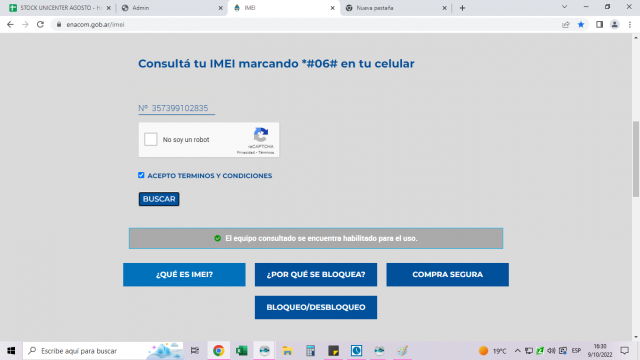 STOCK UNICENTER AGOSTO - H
Admin
IMEI
Nueva pestaña
enacom.gob.ar/imei
Consultá tu IMEI marcando *#06# en tu celular
Nº 357399102835
No soy un robot
reCAPTCHA
Privacidad - Términos
ACEPTO TERMINOS Y CONDICIONES
BUSCAR
El equipo consultado se encuentra habilitado para el uso.
¿QUÉ ES IMEI?
¿POR QUÉ SE BLOQUEA?
COMPRA SEGURA
BLOQUEO/DESBLOQUEO
Escribe aquí para buscar
19°C
ESP
18:30
9/10/2022